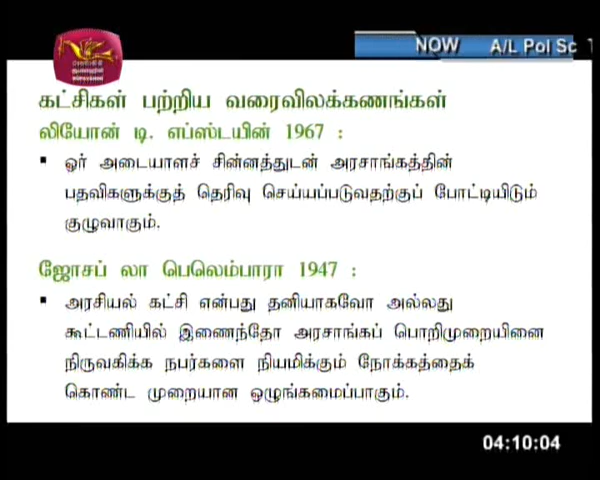 NOW A/L Pol Sc
கட்சிகள் பற்றிய வரைவிலக்கணங்கள்
லியோன் டி. எப்ஸ்டயின் 1967 :
▪ ஓர் அடையாளச் சின்னத்துடன் அரசாங்கத்தின்
பதவிகளுக்குத் தெரிவு செய்யப்படுவதற்குப் போட்டியிடும்
குழுவாகும்.
ஜோசப் லா பெலெம்பாரா 1947 :
▪ அரசியல் கட்சி என்பது தனியாகவோ அல்லது
கூட்டணியில் இணைந்தோ அரசாங்கப் பொறிமுறையினை
நிருவகிக்க நபர்களை நியமிக்கும் நோக்கத்தைக்
கொண்ட முறையான ஒழுங்கமைப்பாகும்.
04:10:04